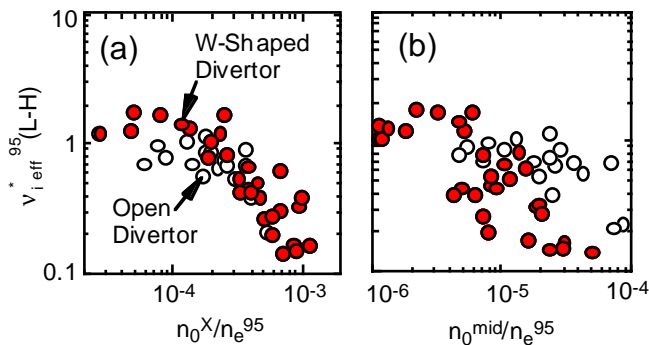 (a)
(b)
W-Shaped
Divertor
Open
Divertor
ν* i eff 95(L-H)
10
1
0.1
10-4
10-3
10-6
10-5
10-4
n0X/ne95
n0mid/ne95